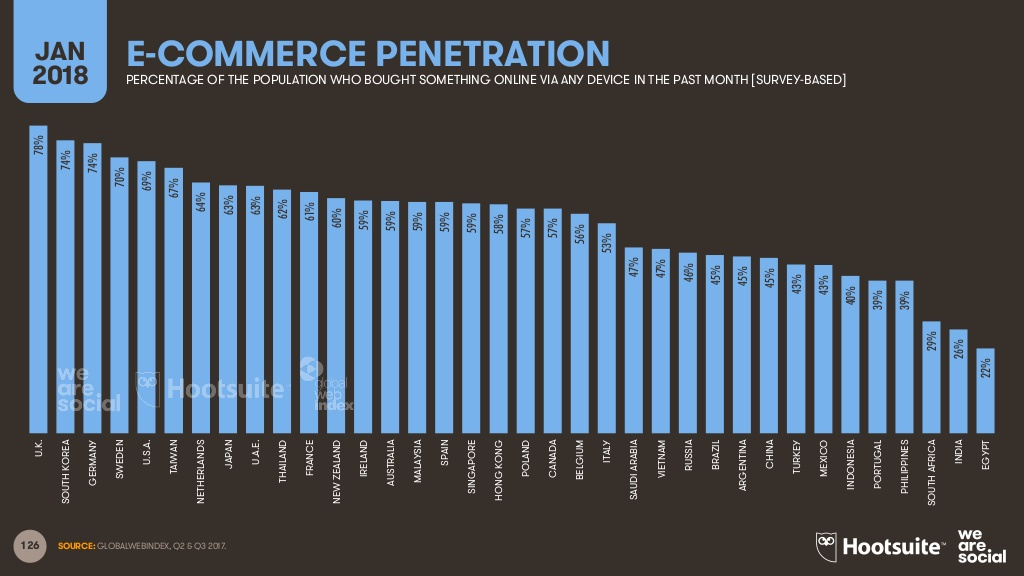 JAN
2018
E-COMMERCE PENETRATION
PERCENTAGE OF THE POPULATION WHO BOUGHT SOMETHING ONLINE VIA ANY DEVICE IN THE PAST MONTH [SURVEY-BASED]
78%
74%
74%
70%
69%
67%
64%
63%
63%
62%
61%
60%
59%
59%
59%
59%
59%
58%
57%
57%
56%
53%
47%
47%
46%
45%
45%
45%
43%
43%
40%
39%
39%
29%
26%
22%
we
are
social
Hootsuite
global
web
index
U.K.
SOUTH KOREA
GERMANY
SWEDEN
U.S.A.
TAIWAN
NETHERLANDS
JAPAN
U.A.E.
THAILAND
FRANCE
NEW ZEALAND
IRELAND
AUSTRALIA
MALAYSIA
SPAIN
SINGAPORE
HONG KONG
POLAND
CANADA
BELGIUM
ITALY
SAUDI ARABIA
VIETNAM
RUSSIA
BRAZIL
ARGENTINA
CHINA
TURKEY
MEXICO
INDONESIA
PORTUGAL
PHILIPPINES
SOUTH AFRICA
INDIA
EGYPT
126
SOURCE: GLOBALWEBINDEX, Q2 & Q3 2017.
Hootsuite™
we
are
social